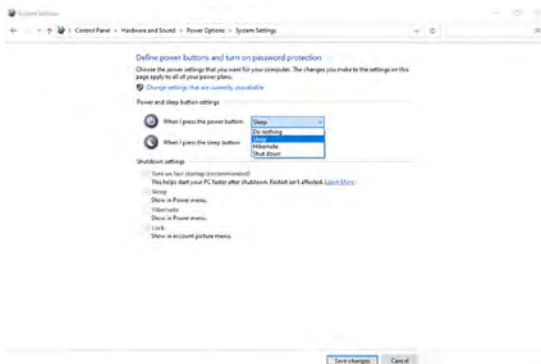 System Settings
Control Panel > Hardware and Sound > Power Options > System Settings
Define power buttons and turn on password protection
Choose the power settings that you want for your computer. The changes you make to the settings on this
page apply to all of your power plans.
Change settings that are currently unavailable
Power and sleep button settings
When I press the power button: Sleep
Do nothing
Sleep
Hibernate
Shut down
When I press the sleep button:
Shutdown settings
Turn on fast startup (recommended)
This helps start your PC faster after shutdown. Restart isn't affected. Learn More
Sleep
Show in Power menu.
Hibernate
Show in Power menu.
Lock
Show in account picture menu.
Save changes Cancel